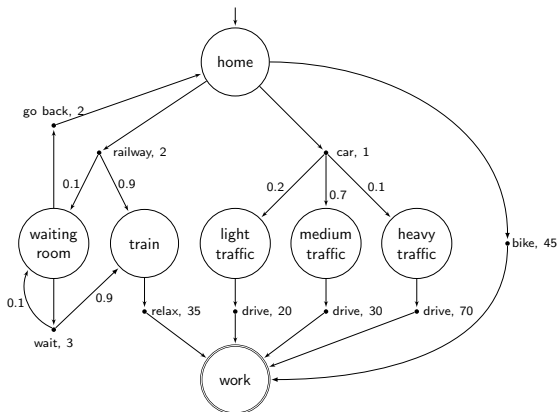 home
go back, 2
railway, 2
car, 1
0.1
0.9
0.2
0.7
0.1
waiting
room
train
light
traffic
medium
traffic
heavy
traffic
bike, 45
0.1
0.9
wait, 3
relax, 35
drive, 20
drive, 30
drive, 70
work